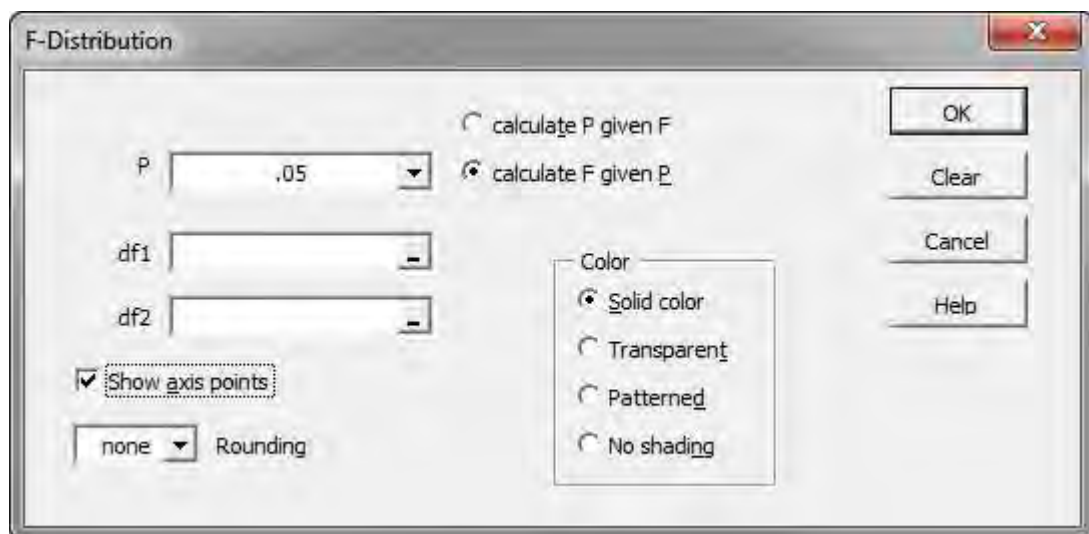 F-Distribution
calculate P given F
OK
P .05 calculate F given P
Clear
df1
Color
Cancel
Solid color
df2
Help
Transparent
Show axis points
Patterned
none Rounding
No shading